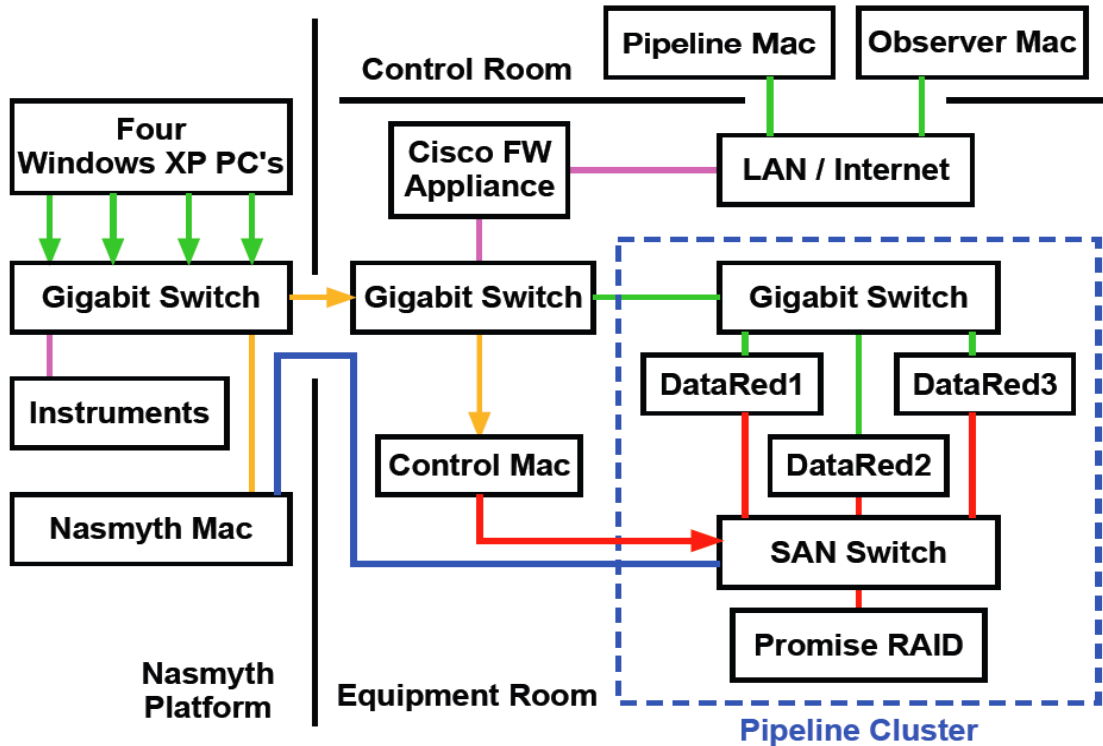 Pipeline Mac
Observer Mac
Control Room
Four
Windows XP PC's
Cisco FW
Appliance
LAN / Internet
Gigabit Switch
Gigabit Switch
Gigabit Switch
Instruments
DataRed1
DataRed3
Control Mac
DataRed2
Nasmyth Mac
SAN Switch
Promise RAID
Nasmyth
Platform
Equipment Room
Pipeline Cluster